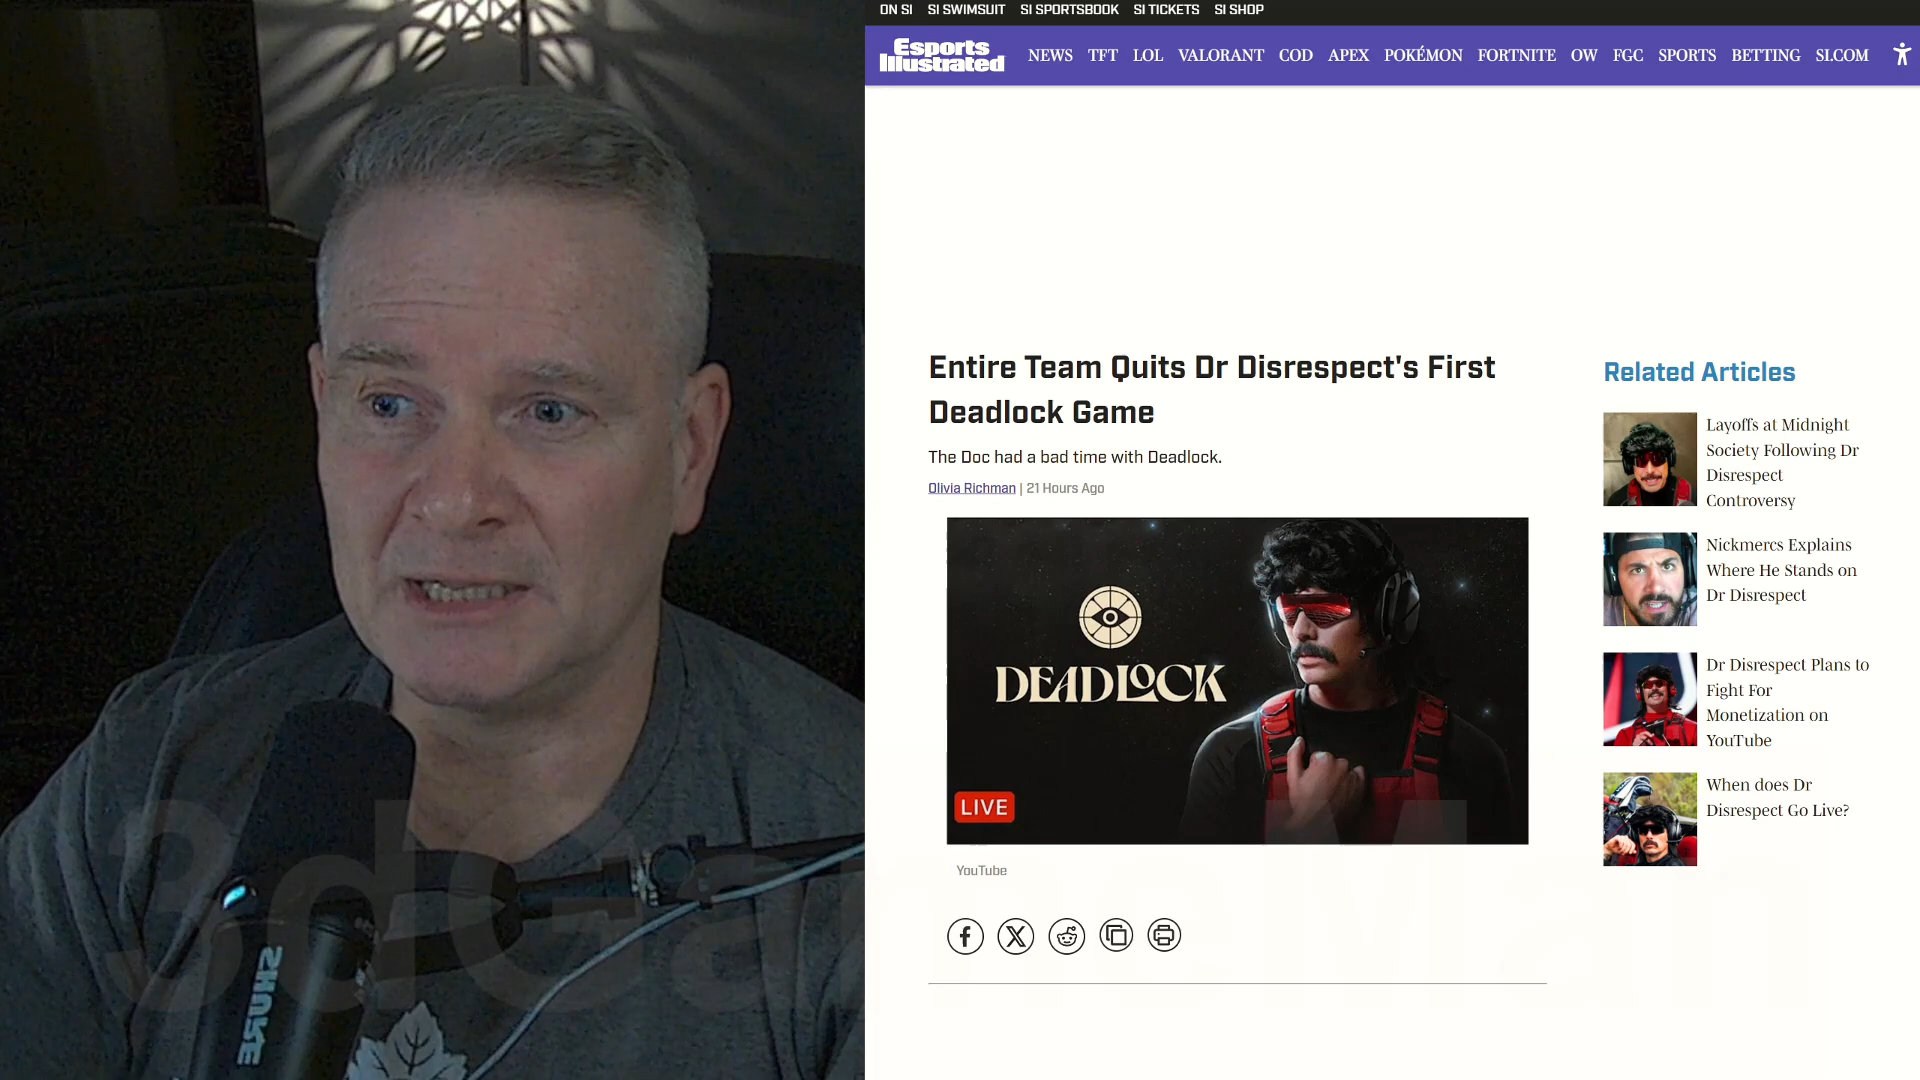 ON SI SI SWIMSUIT SI SPORTSBOOK SI TICKETS SI SHOP
Esports
Illustrated
NEWS TFT LOL VALORANT COD APEX POKÉMON FORTNITE OW FGC SPORTS BETTING SI.COM
Entire Team Quits Dr Disrespect's First
Deadlock Game
The Doc had a bad time with Deadlock.
Olivia Richman | 21 Hours Ago
DEADLOCK
LIVE
YouTube
Related Articles
Layoffs at Midnight
Society Following Dr
Disrespect
Controversy
Nickmercs Explains
Where He Stands on
Dr Disrespect
Dr Disrespect Plans to
Fight For
Monetization on
YouTube
When does Dr
Disrespect Go Live?
SHURE